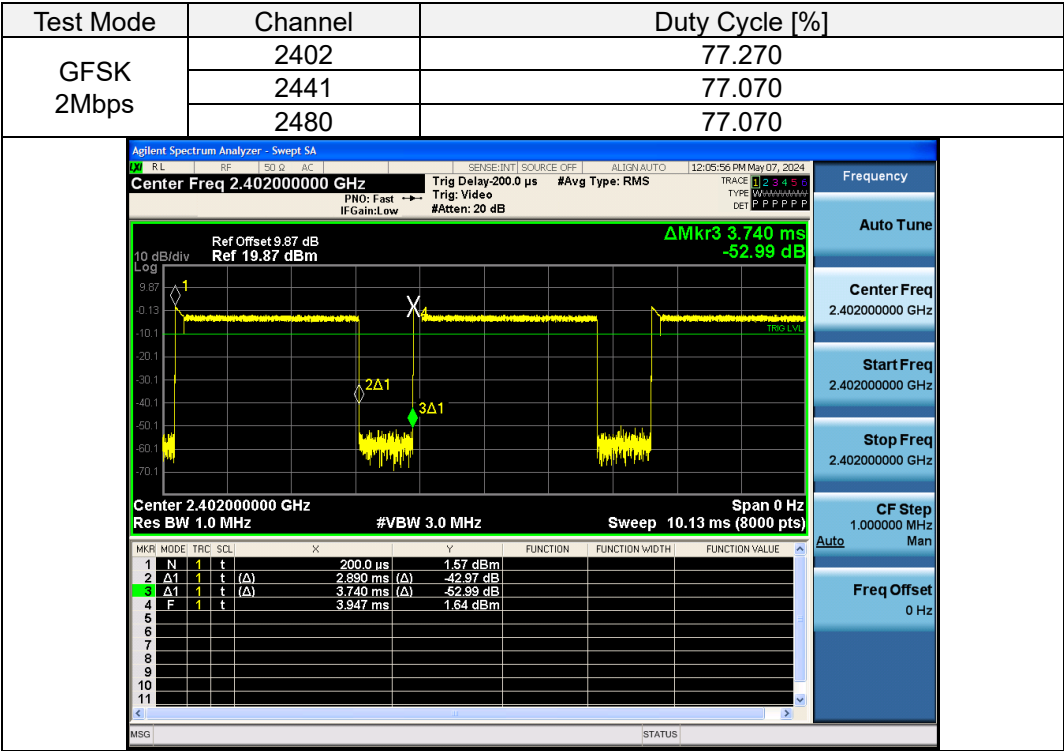 Test Mode Channel Duty Cycle [%]
GFSK 2Mbps 2402 77.270
2441 77.070
2480 77.070
Agilent Spectrum Analyzer - Swept SA
LXI RL RF 50 Ω AC SENSE:INT SOURCE OFF ALIGNAUTO 12:05:56 PM May 07, 2024
Center Freq 2.402000000 GHz
PNO: Fast
IFGain:Low
Trig Delay-200.0 µs
Trig: Video
#Atten: 20 dB
#Avg Type: RMS
TRACE 1 2 3 4 5 6
TYPE
DET P P P P P P
Frequency
Auto Tune
Center Freq
2.402000000 GHz
Start Freq
2.402000000 GHz
Stop Freq
2.402000000 GHz
CF Step
1.000000 MHz
Auto Man
Freq Offset
0 Hz
ΔMkr3 3.740 ms
-52.99 dB
Ref Offset 9.87 dB
10 dB/div Ref 19.87 dBm
Log
9.87
-0.13
-10.1
-20.1
-30.1
-40.1
-50.1
-60.1
-70.1
1
4
TRIG LVL
2Δ1
3Δ1
Center 2.402000000 GHz Span 0 Hz
Res BW 1.0 MHz #VBW 3.0 MHz Sweep 10.13 ms (8000 pts)
MKR MODE TRC SCL X Y FUNCTION FUNCTION WIDTH FUNCTION VALUE
1 N 1 t 200.0 µs 1.57 dBm
2 Δ1 1 t (Δ) 2.890 ms (Δ) -42.97 dB
3 Δ1 1 t (Δ) 3.740 ms (Δ) -52.99 dB
4 F 1 t 3.947 ms 1.64 dBm
5
6
7
8
9
10
11
MSG STATUS